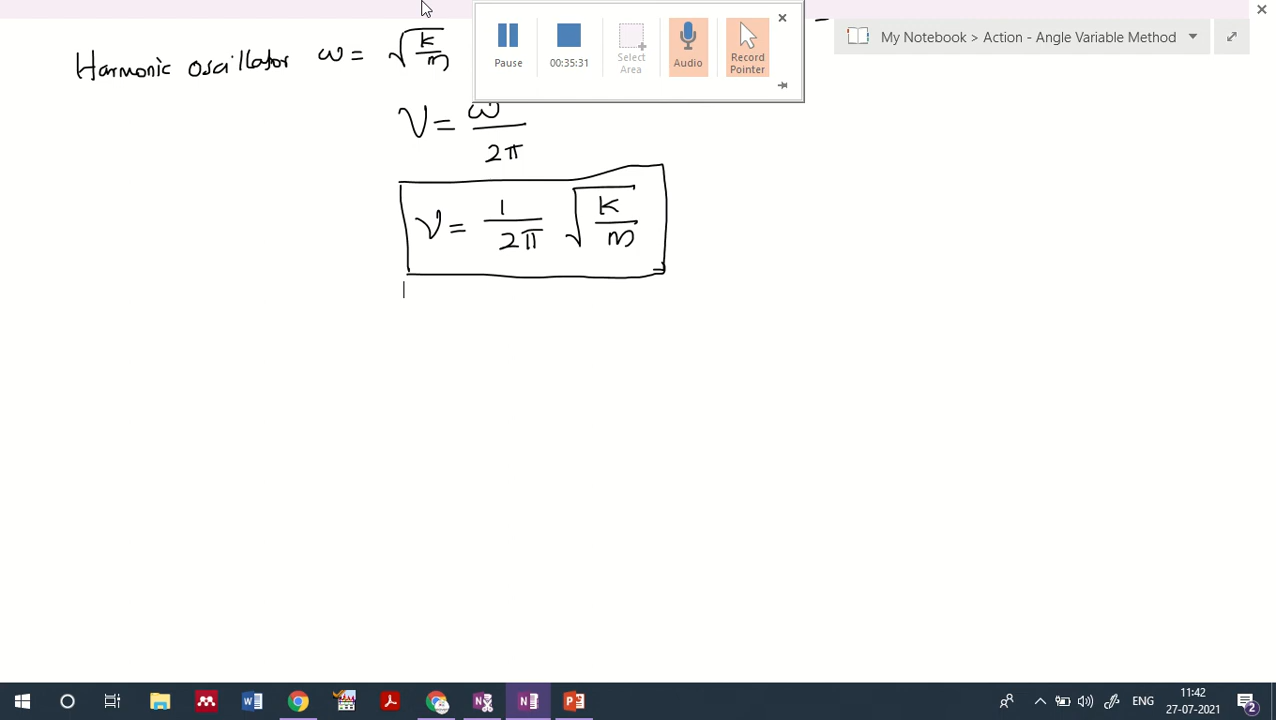 Harmonic oscillator ω = √(k/m)
ν = ω/2π
ν = 1/2π √(k/m)
Pause
00:35:31
Select Area
Audio
Record Pointer
My Notebook > Action - Angle Variable Method
ENG
11:42
27-07-2021
2